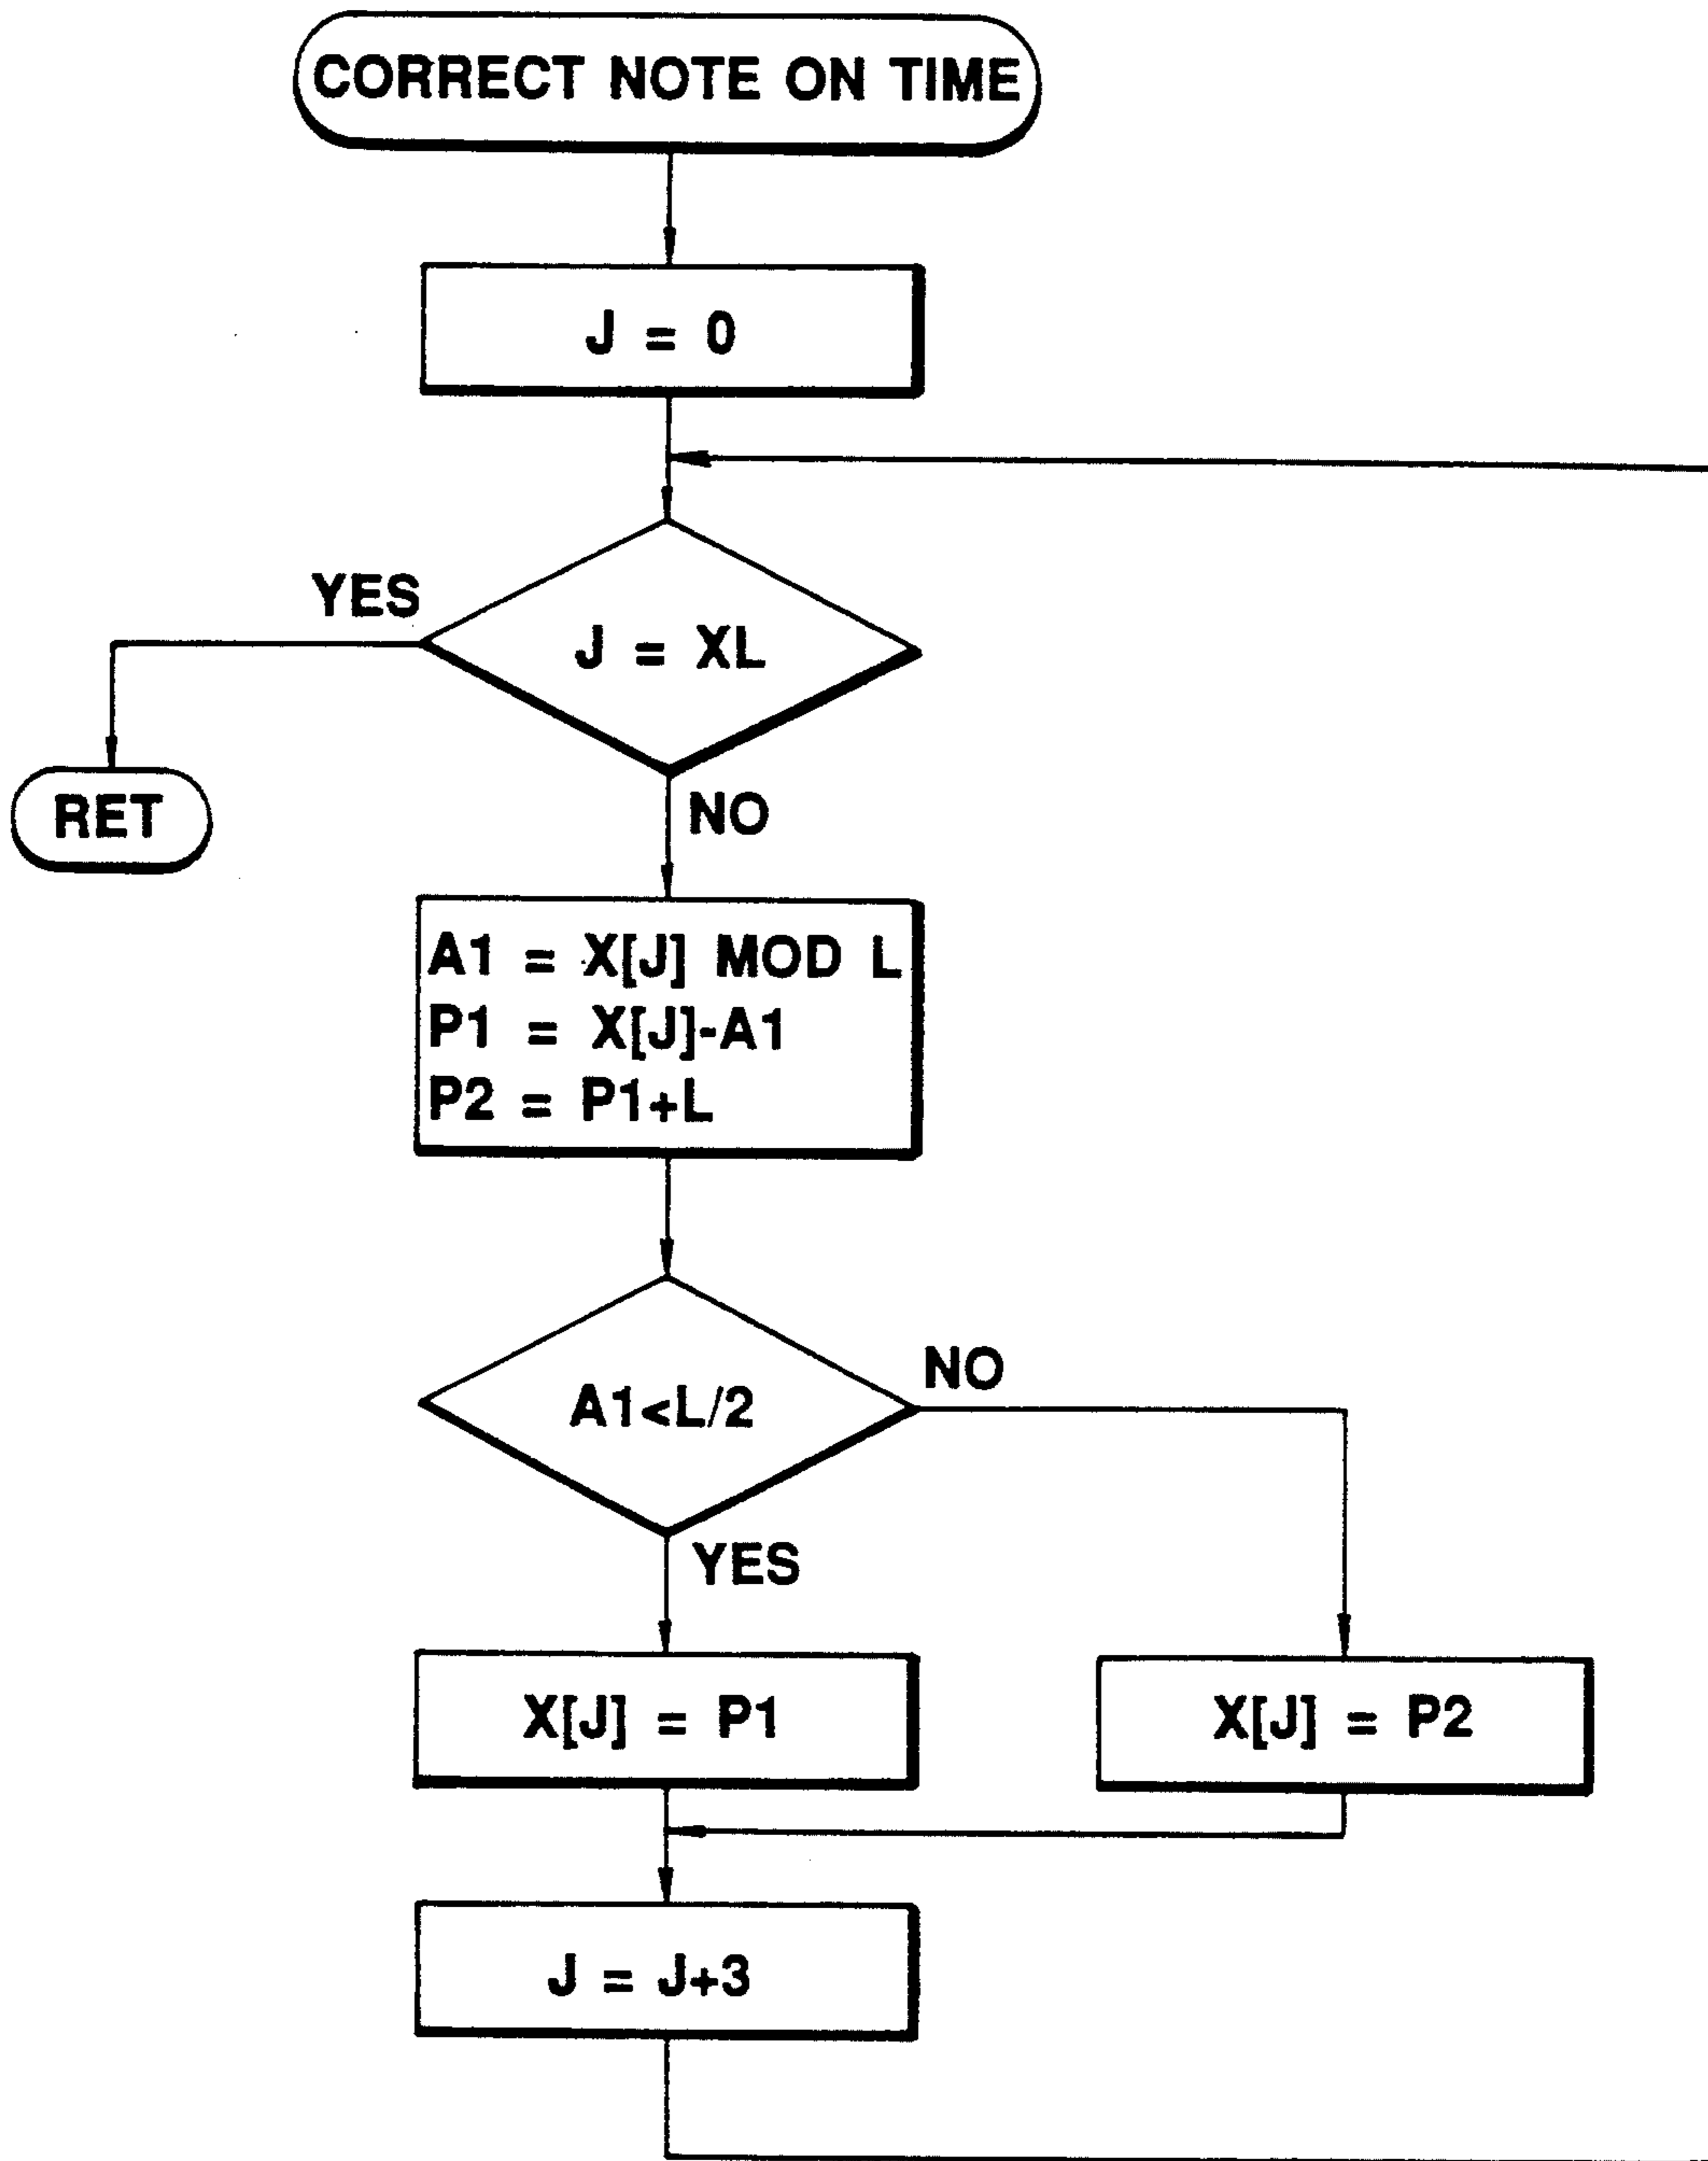 CORRECT NOTE ON TIME
J = 0
YES
J = XL
RET
NO
A1 = X[J] MOD L
P1 = X[J]-A1
P2 = P1+L
NO
A1<L/2
YES
X[J] = P1
X[J] = P2
J = J+3